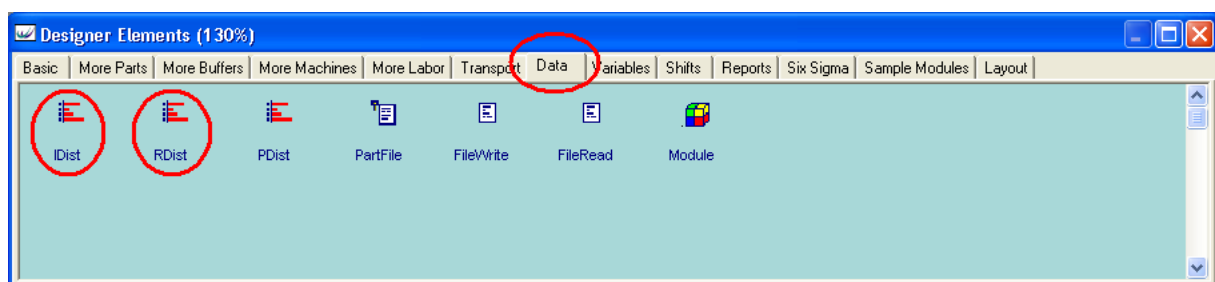 Designer Elements (130%)
Basic More Parts More Buffers More Machines More Labor Transport Data Variables Shifts Reports Six Sigma Sample Modules Layout
IDist RDist PDist PartFile FileWrite FileRead Module